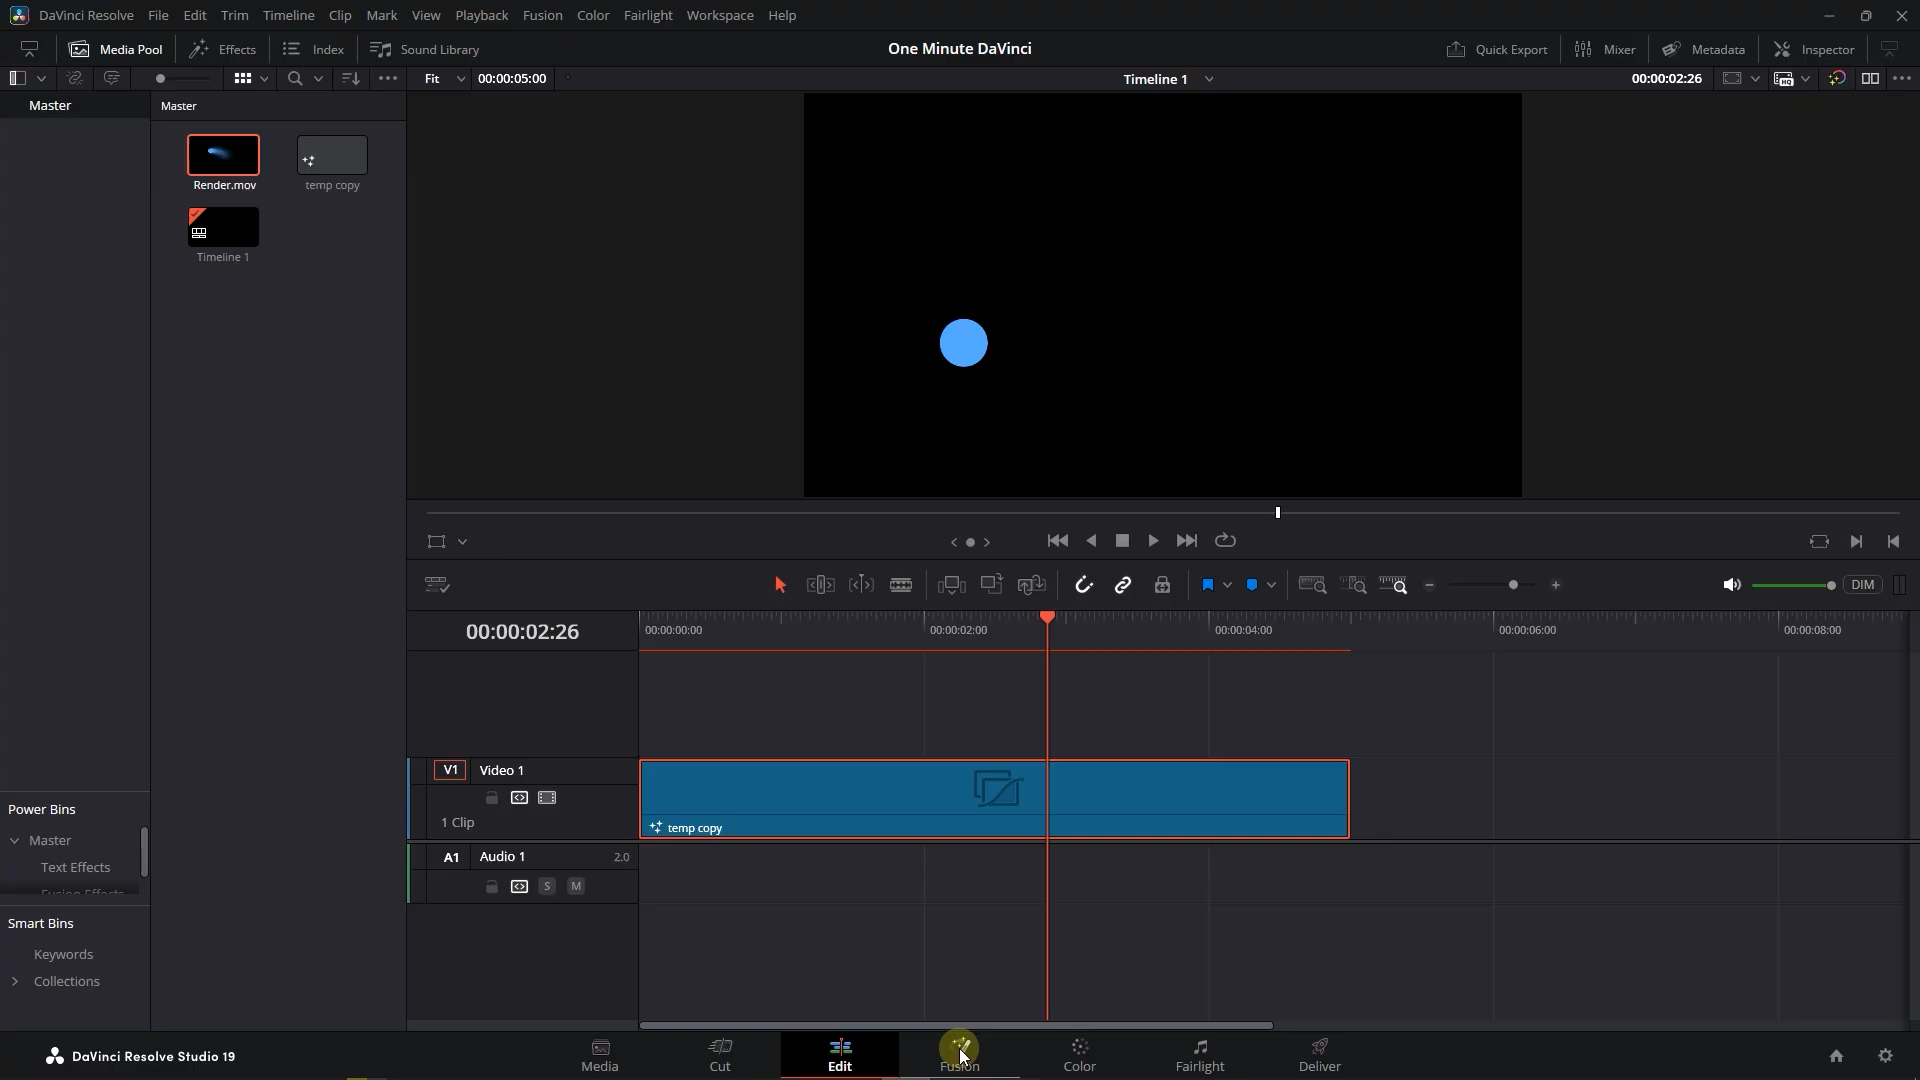 DaVinci Resolve File Edit Trim Timeline Clip Mark View Playback Fusion Color Fairlight Workspace Help
Media Pool Effects Index Sound Library One Minute DaVinci Quick Export Mixer Metadata Inspector
Fit 00:00:05:00 Timeline 1 00:00:02:26
Master Master
Render.mov temp copy
Timeline 1
00:00:02:26 00:00:00:00 00:00:02:00 00:00:04:00 00:00:06:00 00:00:08:00
DIM
V1 Video 1
1 Clip
temp copy
A1 Audio 1 2.0
S M
Power Bins
Master
Text Effects
Fusion Effects
Smart Bins
Keywords
Collections
DaVinci Resolve Studio 19
Media Cut Edit Fusion Color Fairlight Deliver